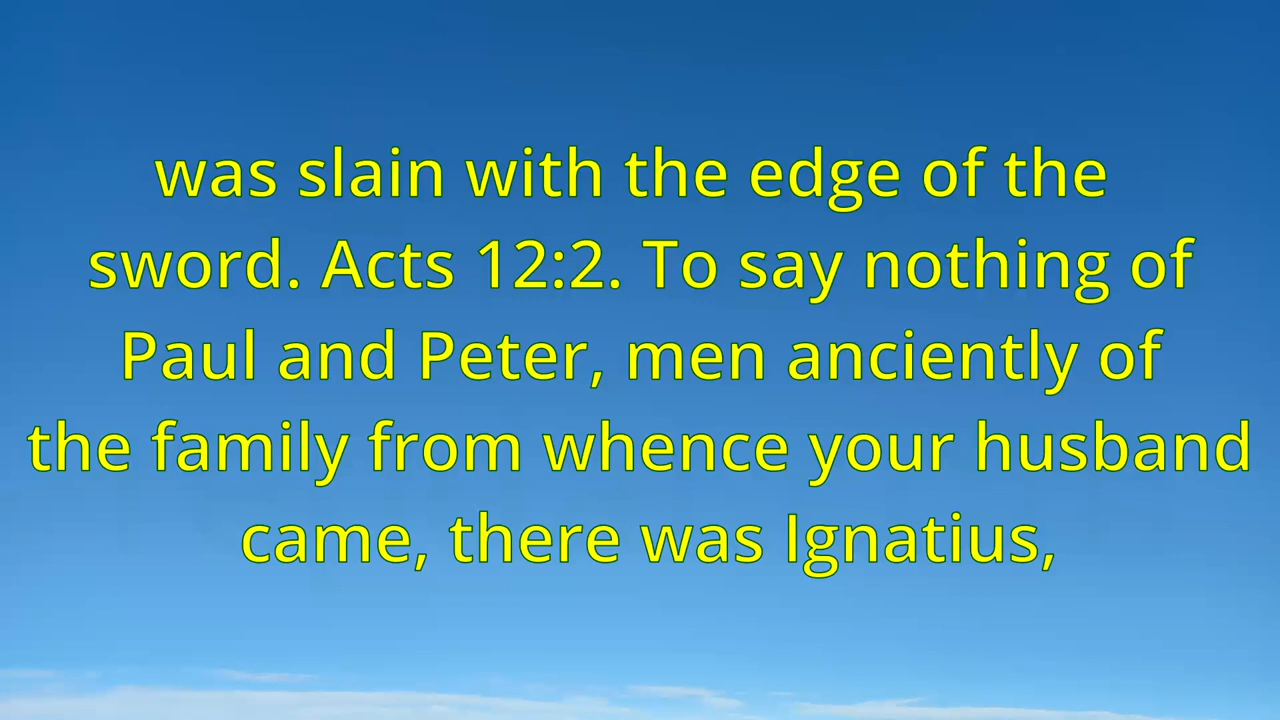 was slain with the edge of the
sword. Acts 12:2. To say nothing of
Paul and Peter, men anciently of
the family from whence your husband
came, there was Ignatius,